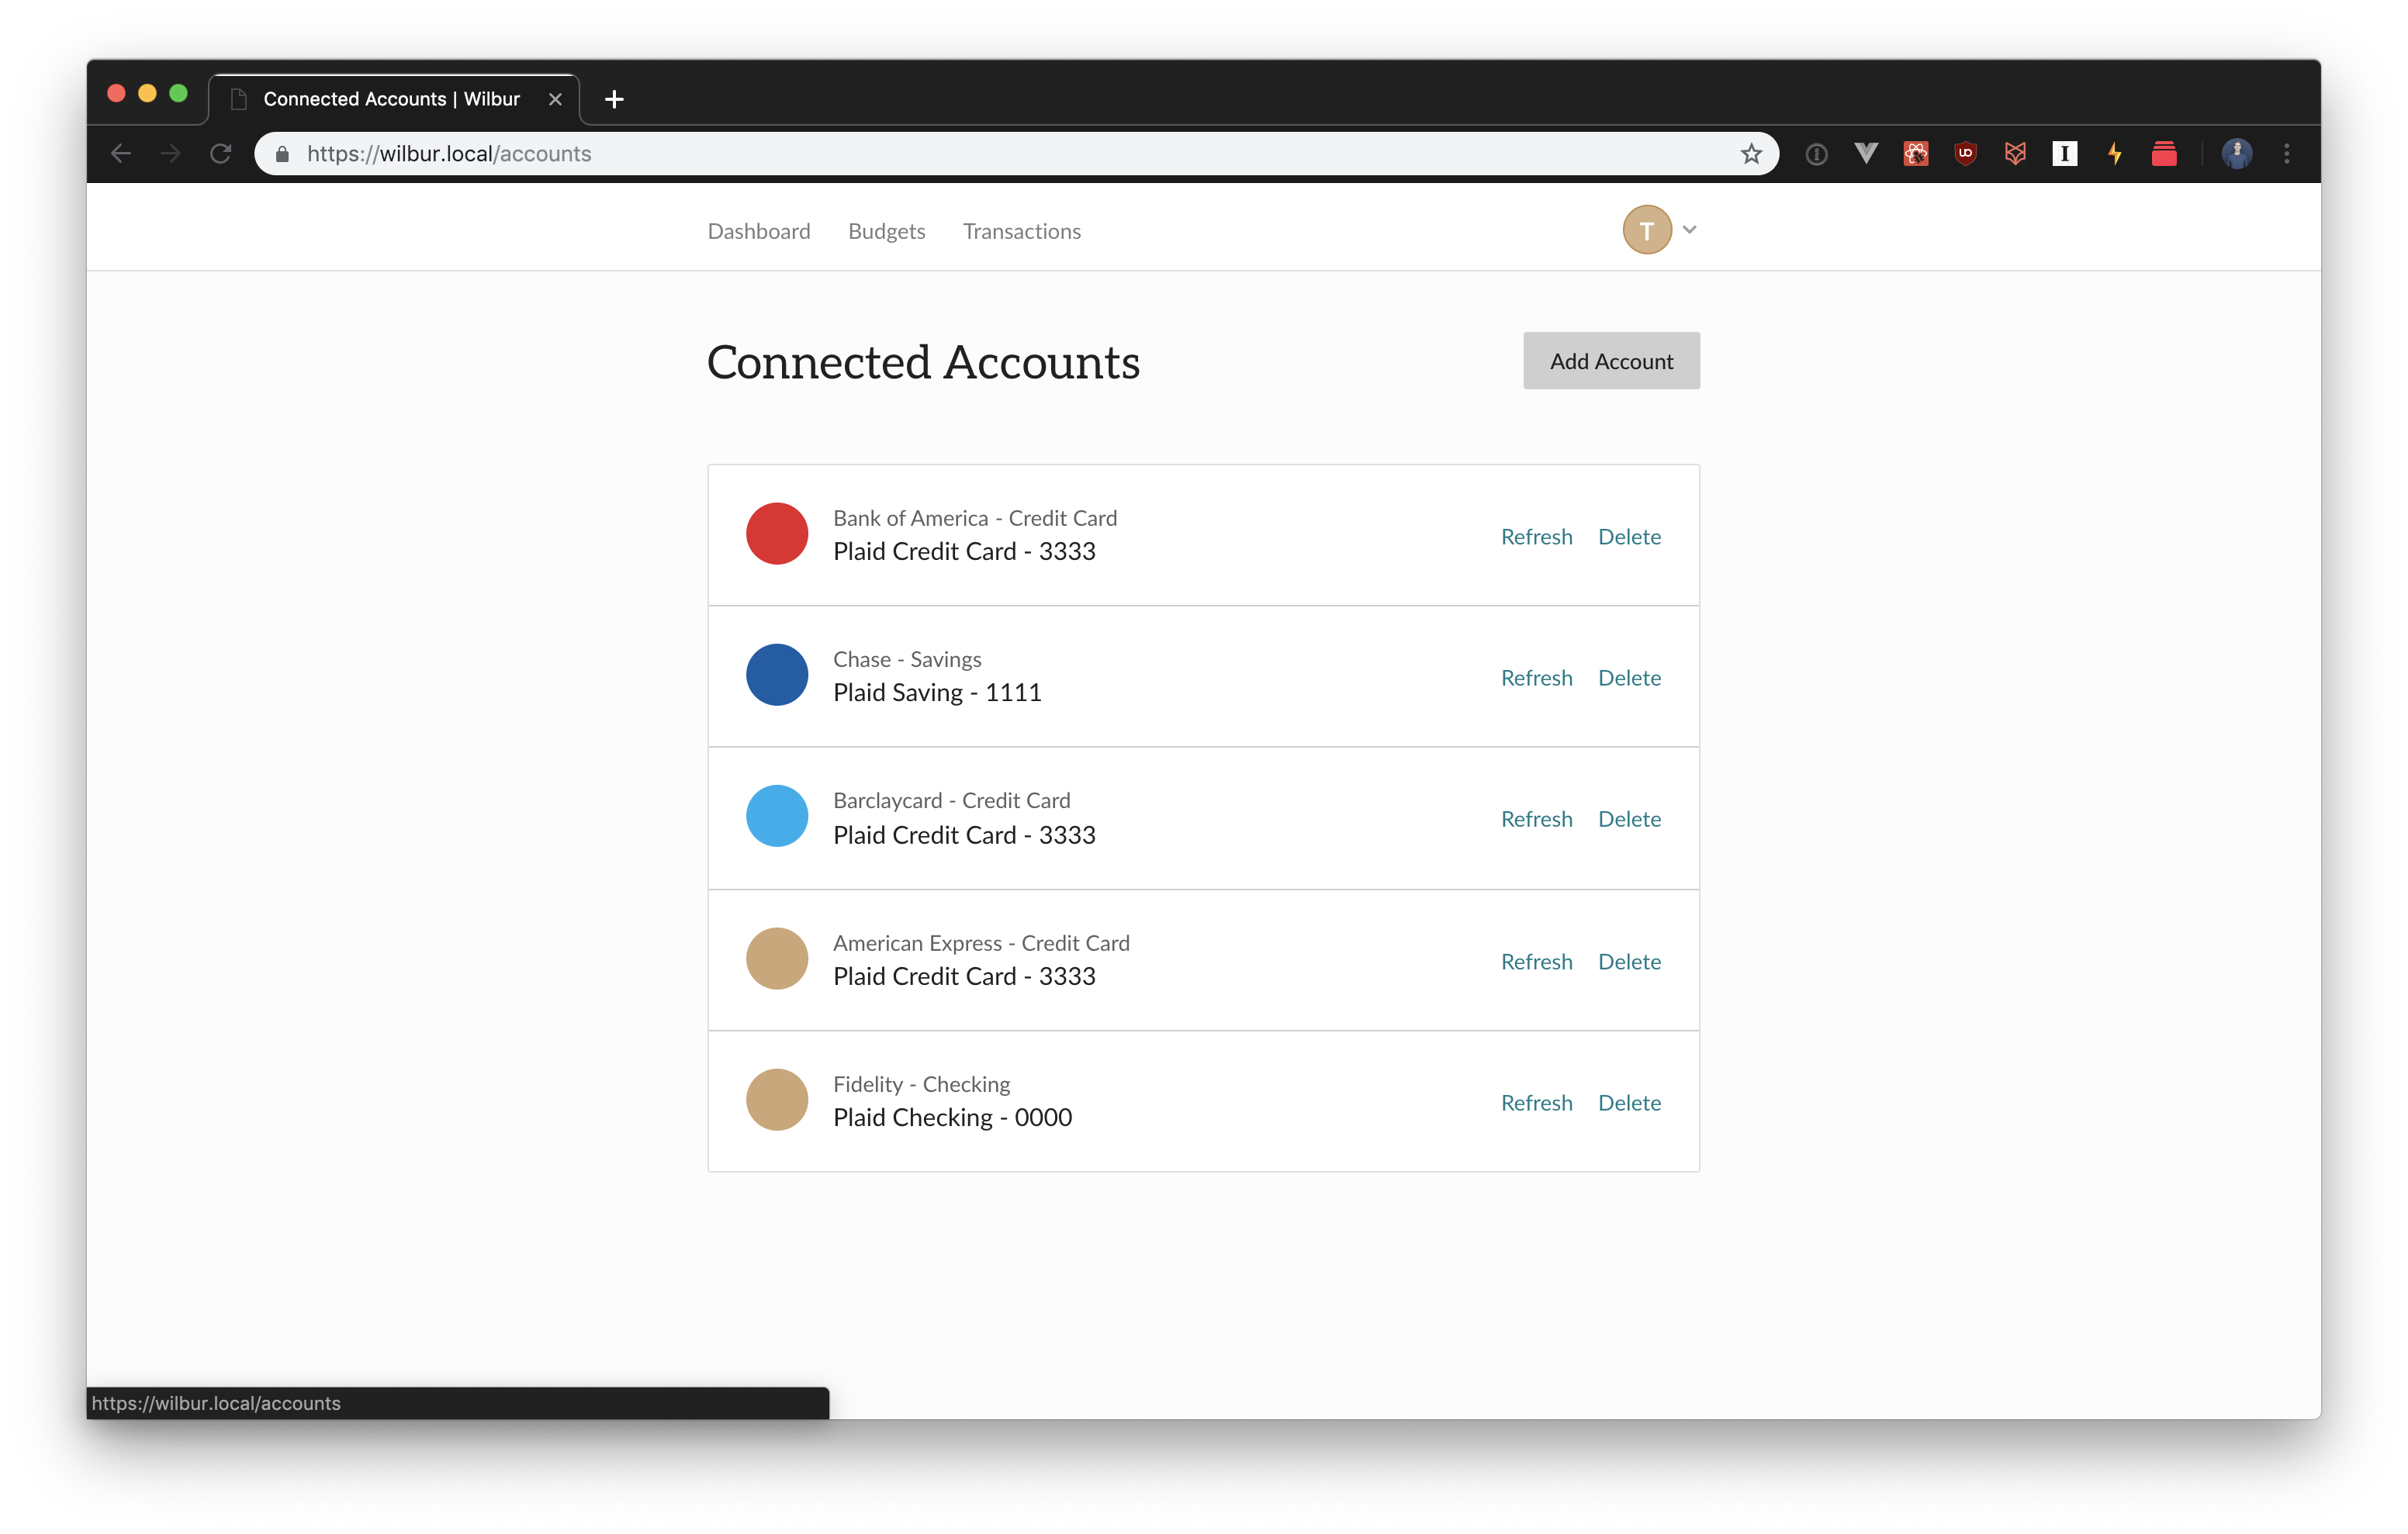 Connected Accounts | Wilbur
https://wilbur.local/accounts
Dashboard Budgets Transactions T
Connected Accounts Add Account
Bank of America - Credit Card
Plaid Credit Card - 3333
Refresh Delete
Chase - Savings
Plaid Saving - 1111
Refresh Delete
Barclaycard - Credit Card
Plaid Credit Card - 3333
Refresh Delete
American Express - Credit Card
Plaid Credit Card - 3333
Refresh Delete
Fidelity - Checking
Plaid Checking - 0000
Refresh Delete
https://wilbur.local/accounts